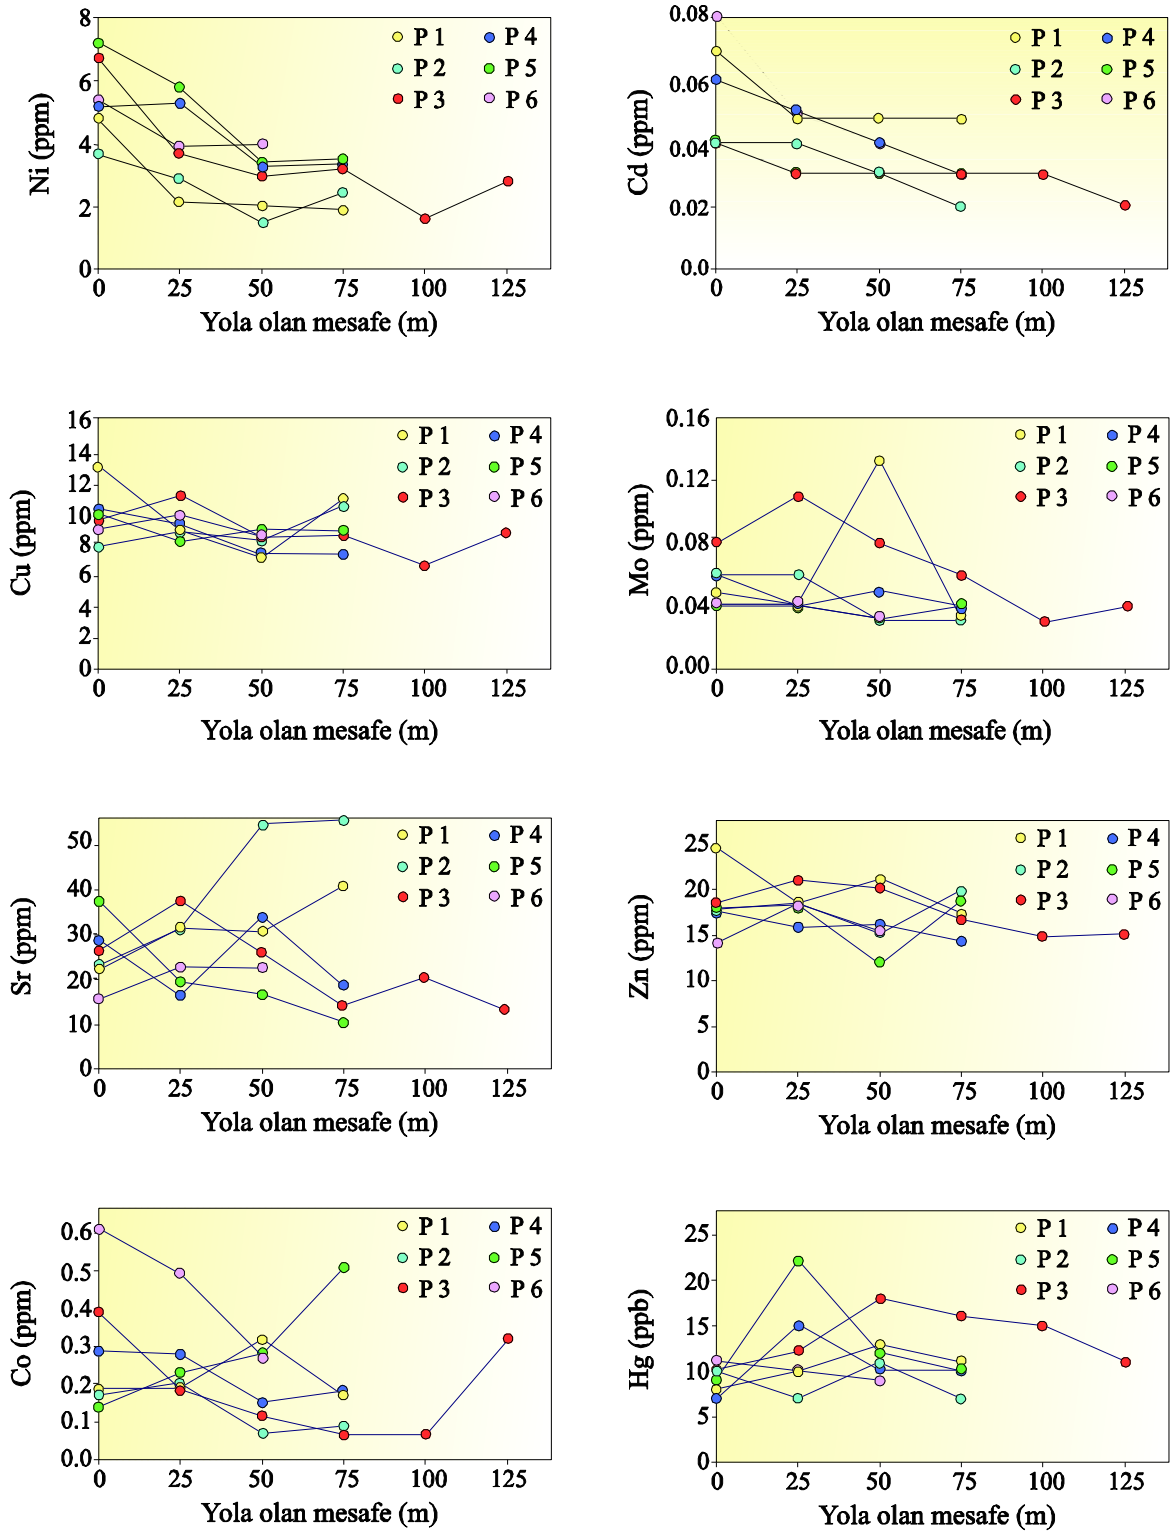 8
6
4
2
0
Ni (ppm)
P 1 P 4
P 2 P 5
P 3 P 6
0 25 50 75 100 125
Yola olan mesafe (m)
0.08
0.06
0.04
0.02
0.0
Cd (ppm)
P 1 P 4
P 2 P 5
P 3 P 6
0 25 50 75 100 125
Yola olan mesafe (m)
16
14
12
10
8
6
4
2
0
Cu (ppm)
P 1 P 4
P 2 P 5
P 3 P 6
0 25 50 75 100 125
Yola olan mesafe (m)
0.16
0.12
0.08
0.04
0.00
Mo (ppm)
P 1 P 4
P 2 P 5
P 3 P 6
0 25 50 75 100 125
Yola olan mesafe (m)
50
40
30
20
10
0
Sr (ppm)
P 1 P 4
P 2 P 5
P 3 P 6
0 25 50 75 100 125
Yola olan mesafe (m)
25
20
15
10
5
0
Zn (ppm)
P 1 P 4
P 2 P 5
P 3 P 6
0 25 50 75 100 125
Yola olan mesafe (m)
0.6
0.5
0.4
0.3
0.2
0.1
0.0
Co (ppm)
P 1 P 4
P 2 P 5
P 3 P 6
0 25 50 75 100 125
Yola olan mesafe (m)
25
20
15
10
5
0
Hg (ppb)
P 1 P 4
P 2 P 5
P 3 P 6
0 25 50 75 100 125
Yola olan mesafe (m)